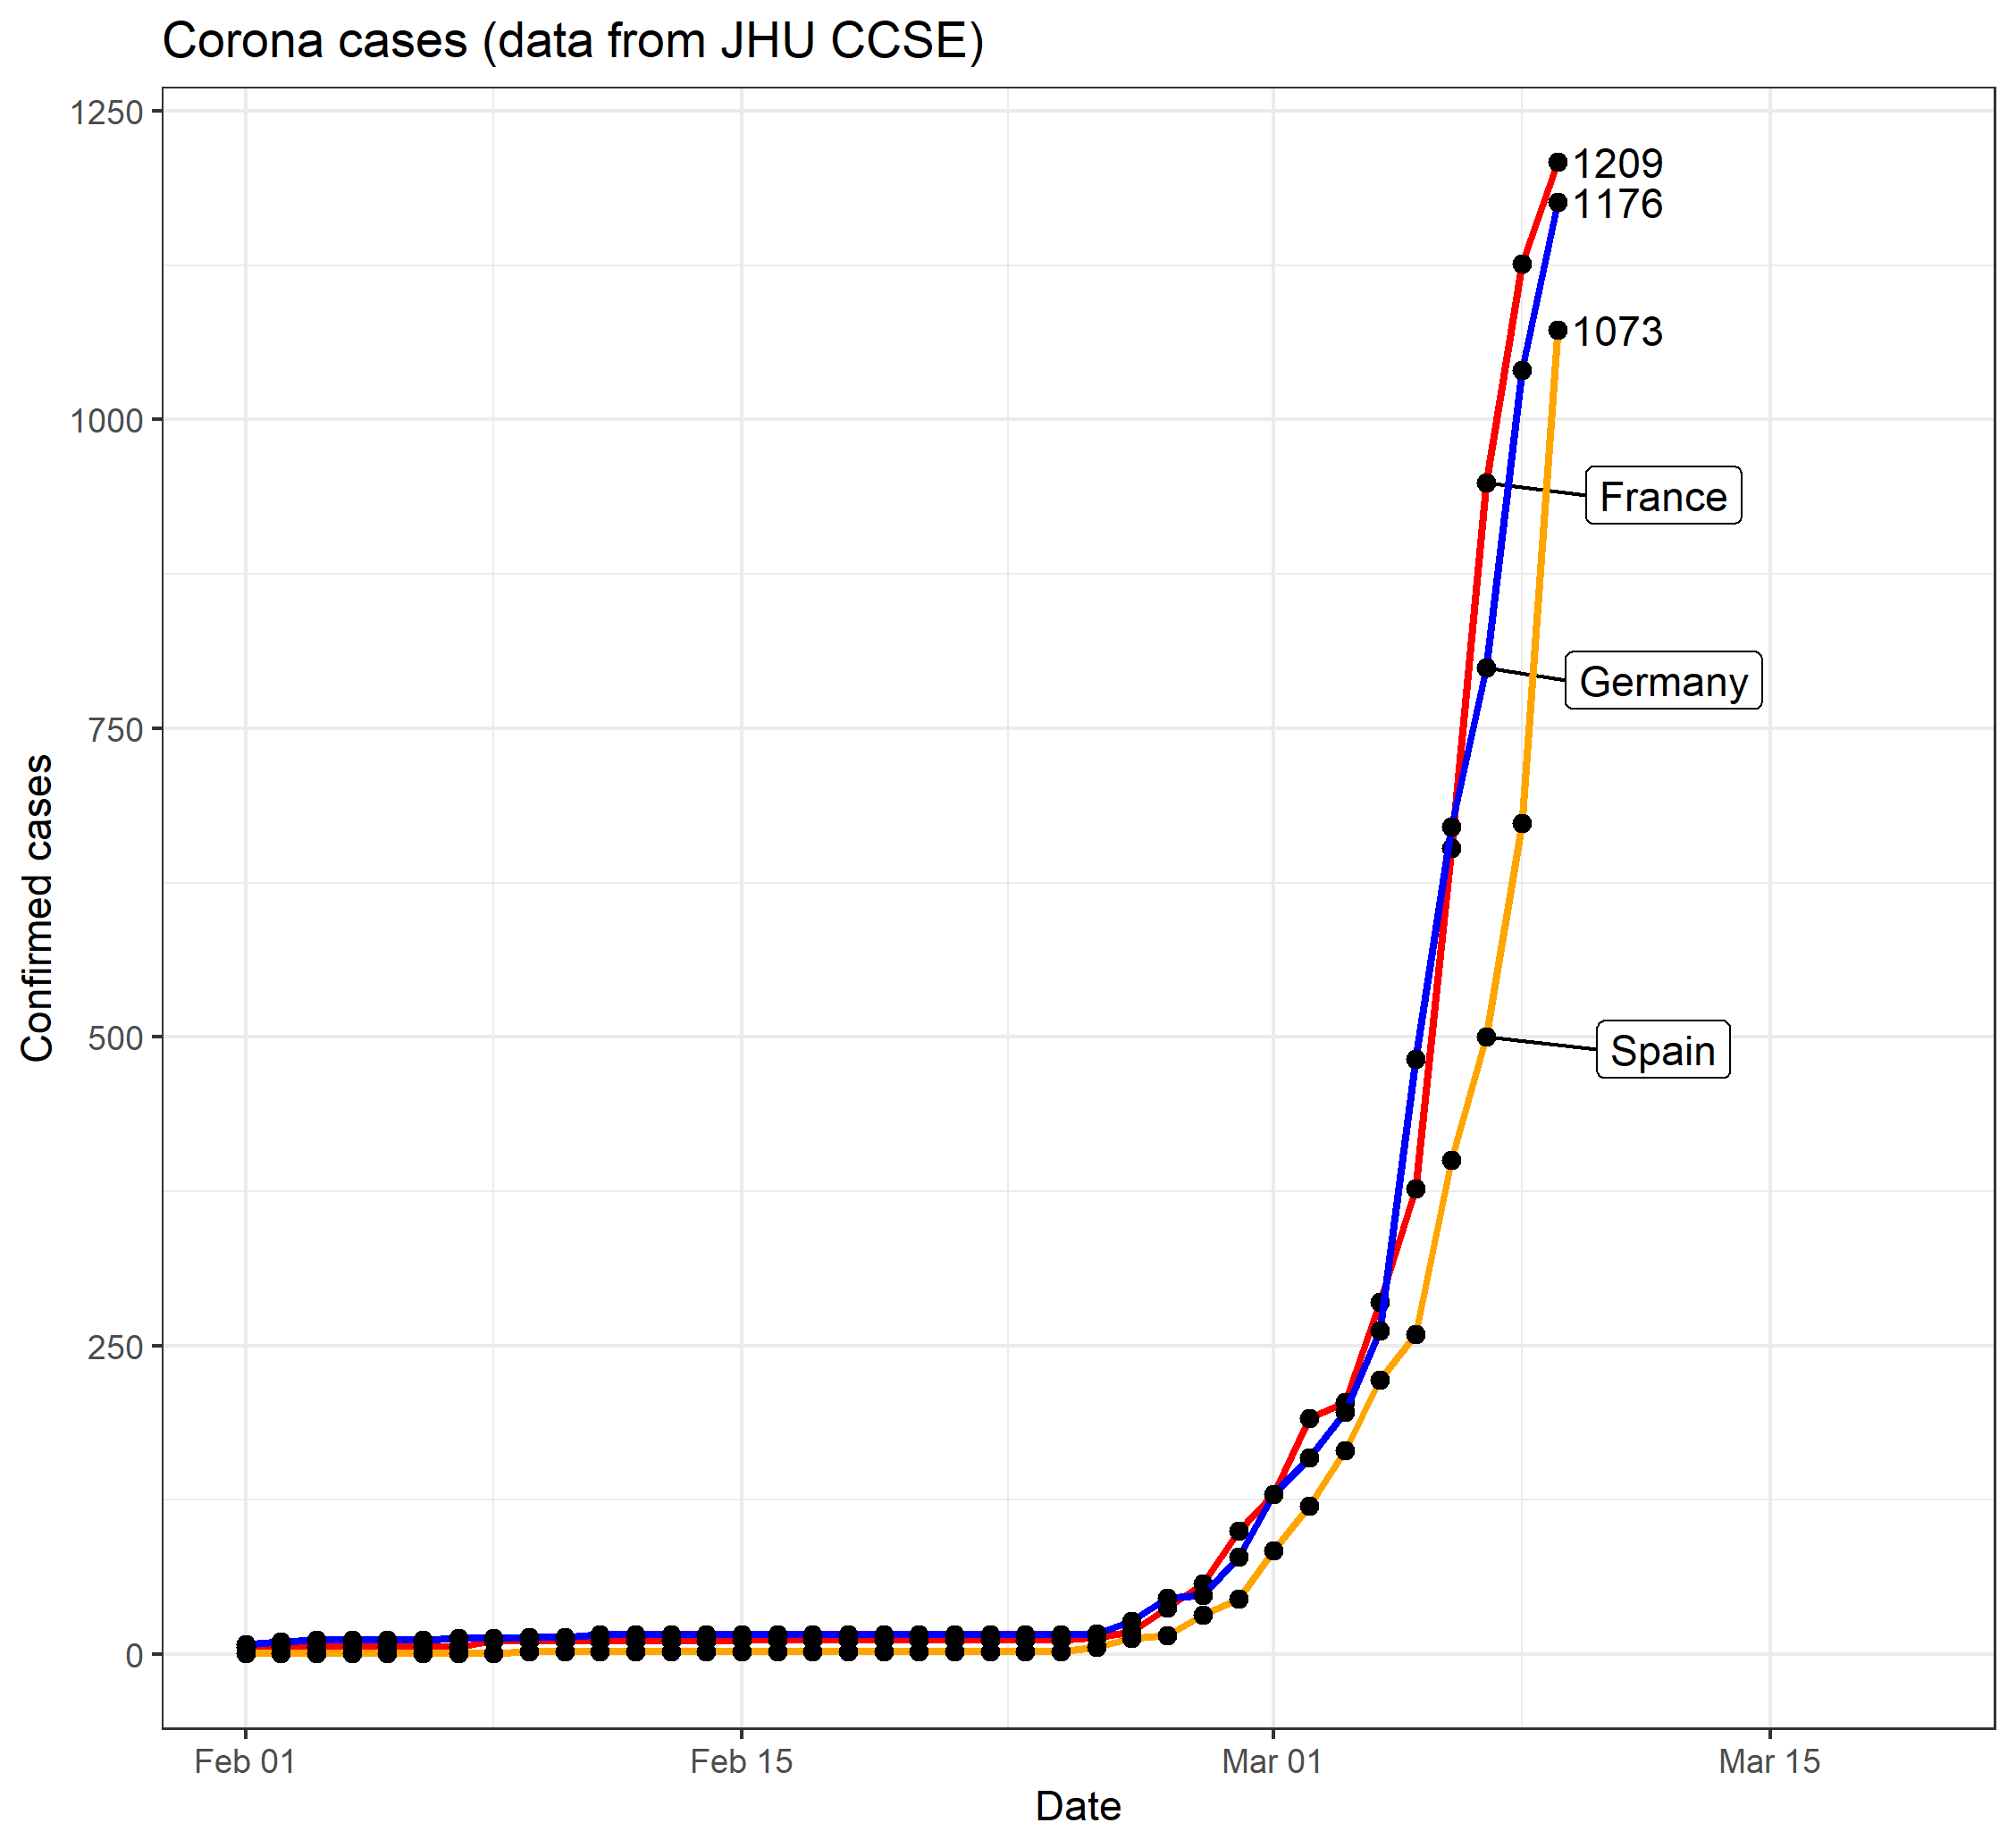 Corona cases (data from JHU CCSE)
1250
1000
750
500
250
0
Confirmed cases
1209
1176
1073
France
Germany
Spain
Feb 01
Feb 15
Mar 01
Mar 15
Date